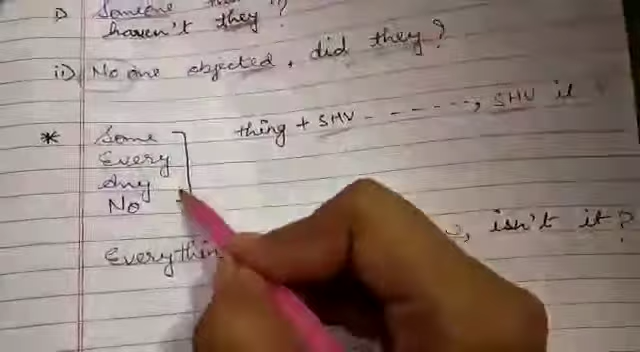 i) Someone
haven't they?
ii) No one objected, did they?
* Some
Every
Any
No
thing + SHV - - - - - -, SHV it ?
Everythin , isn't it?